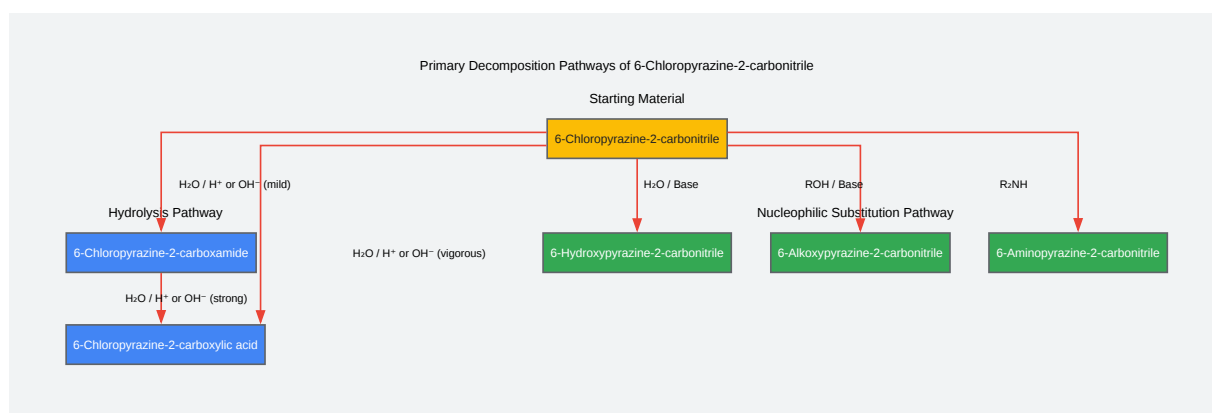 Primary Decomposition Pathways of 6-Chloropyrazine-2-carbonitrile
Starting Material
6-Chloropyrazine-2-carbonitrile
H₂O / H⁺ or OH⁻ (mild)
H₂O / Base
ROH / Base
R₂NH
Hydrolysis Pathway
Nucleophilic Substitution Pathway
6-Chloropyrazine-2-carboxamide
H₂O / H⁺ or OH⁻ (vigorous)
6-Hydroxypyrazine-2-carbonitrile
6-Alkoxypyrazine-2-carbonitrile
6-Aminopyrazine-2-carbonitrile
H₂O / H⁺ or OH⁻ (strong)
6-Chloropyrazine-2-carboxylic acid